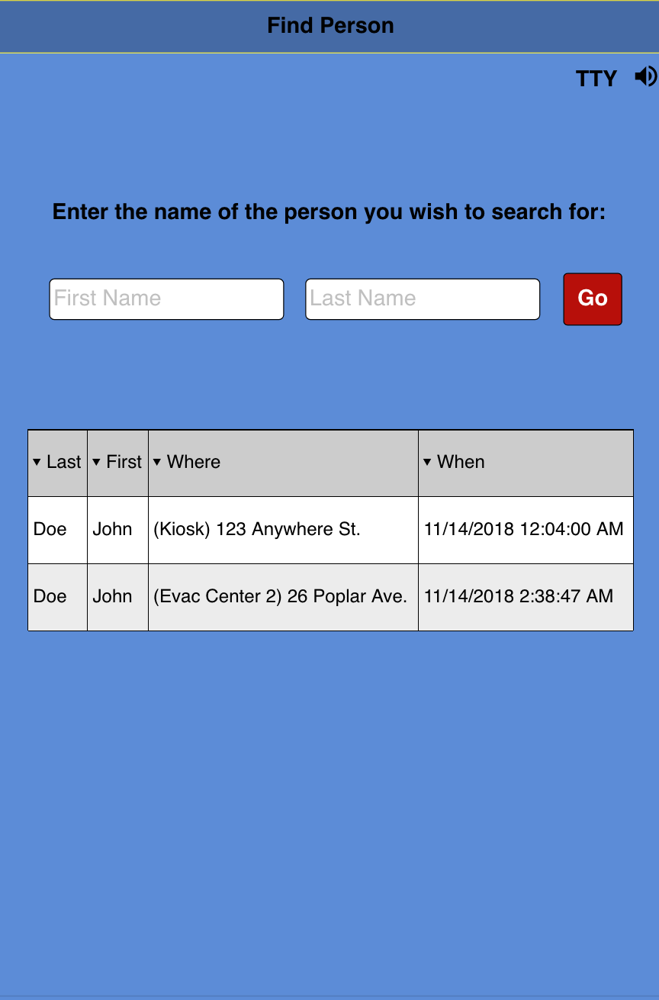 Find Person
TTY
Enter the name of the person you wish to search for:
First Name Last Name Go
Last First Where When
Doe John (Kiosk) 123 Anywhere St. 11/14/2018 12:04:00 AM
Doe John (Evac Center 2) 26 Poplar Ave. 11/14/2018 2:38:47 AM